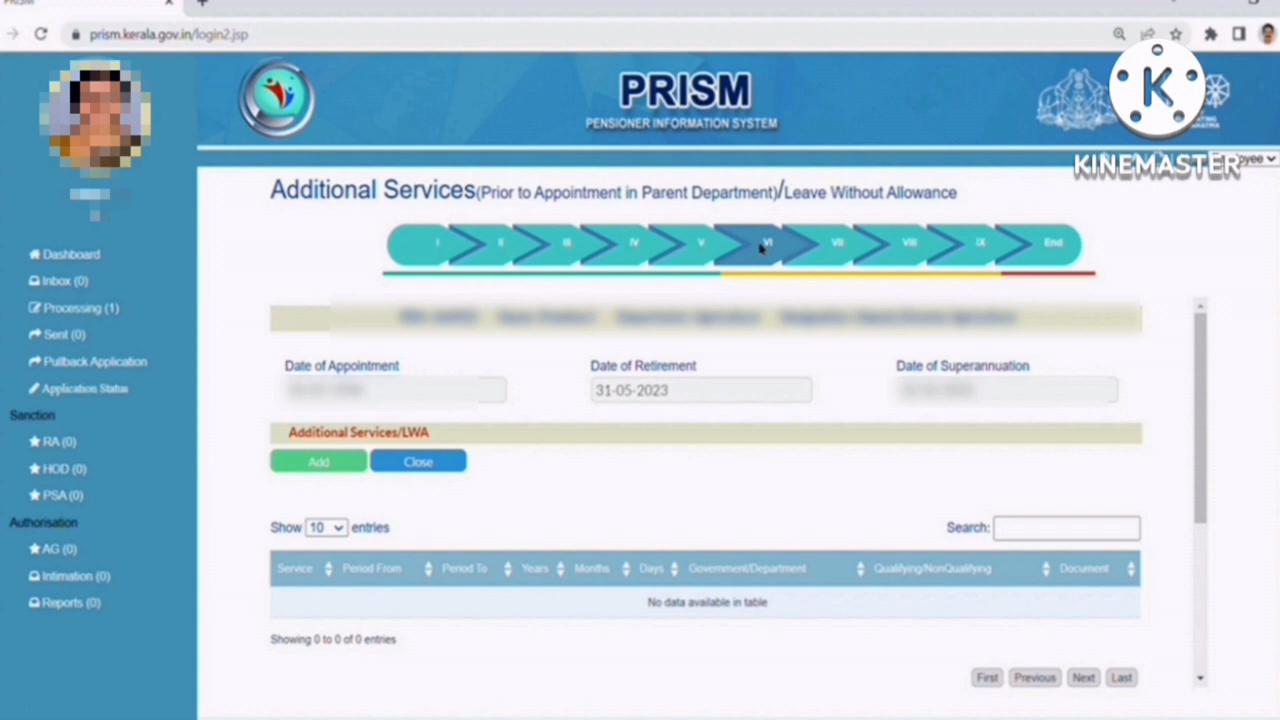 PRISM
prism.kerala.gov.in/login2.jsp
PRISM
PENSIONER INFORMATION SYSTEM
K
KINEMASTER
Additional Services(Prior to Appointment in Parent Department)/Leave Without Allowance
I II III IV V VI VII VIII IX End
Dashboard
Inbox (0)
Processing (1)
Sent (0)
Pullback Application
Application Status
Sanction
RA (0)
HOD (0)
PSA (0)
Authorisation
AG (0)
Intimation (0)
Reports (0)
Date of Appointment Date of Retirement Date of Superannuation
31-05-2023
Additional Services/LWA
Add Close
Show 10 entries Search:
Service Period From Period To Years Months Days Government/Department Qualifying/NonQualifying Document
No data available in table
Showing 0 to 0 of 0 entries
First Previous Next Last